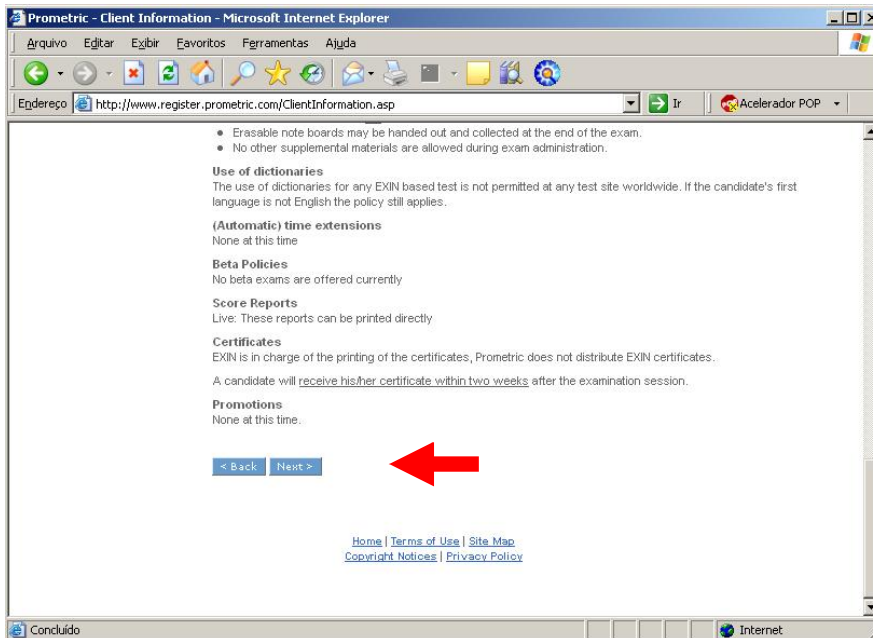 Prometric - Client Information - Microsoft Internet Explorer
Arquivo Editar Exibir Favoritos Ferramentas Ajuda
Endereço http://www.register.prometric.com/ClientInformation.asp Ir Acelerador POP
Erasable note boards may be handed out and collected at the end of the exam.
No other supplemental materials are allowed during exam administration.
Use of dictionaries
The use of dictionaries for any EXIN based test is not permitted at any test site worldwide. If the candidate's first
language is not English the policy still applies.
(Automatic) time extensions
None at this time
Beta Policies
No beta exams are offered currently
Score Reports
Live: These reports can be printed directly
Certificates
EXIN is in charge of the printing of the certificates, Prometric does not distribute EXIN certificates.
A candidate will receive his/her certificate within two weeks after the examination session.
Promotions
None at this time.
< Back Next >
Home | Terms of Use | Site Map
Copyright Notices | Privacy Policy
Concluído Internet